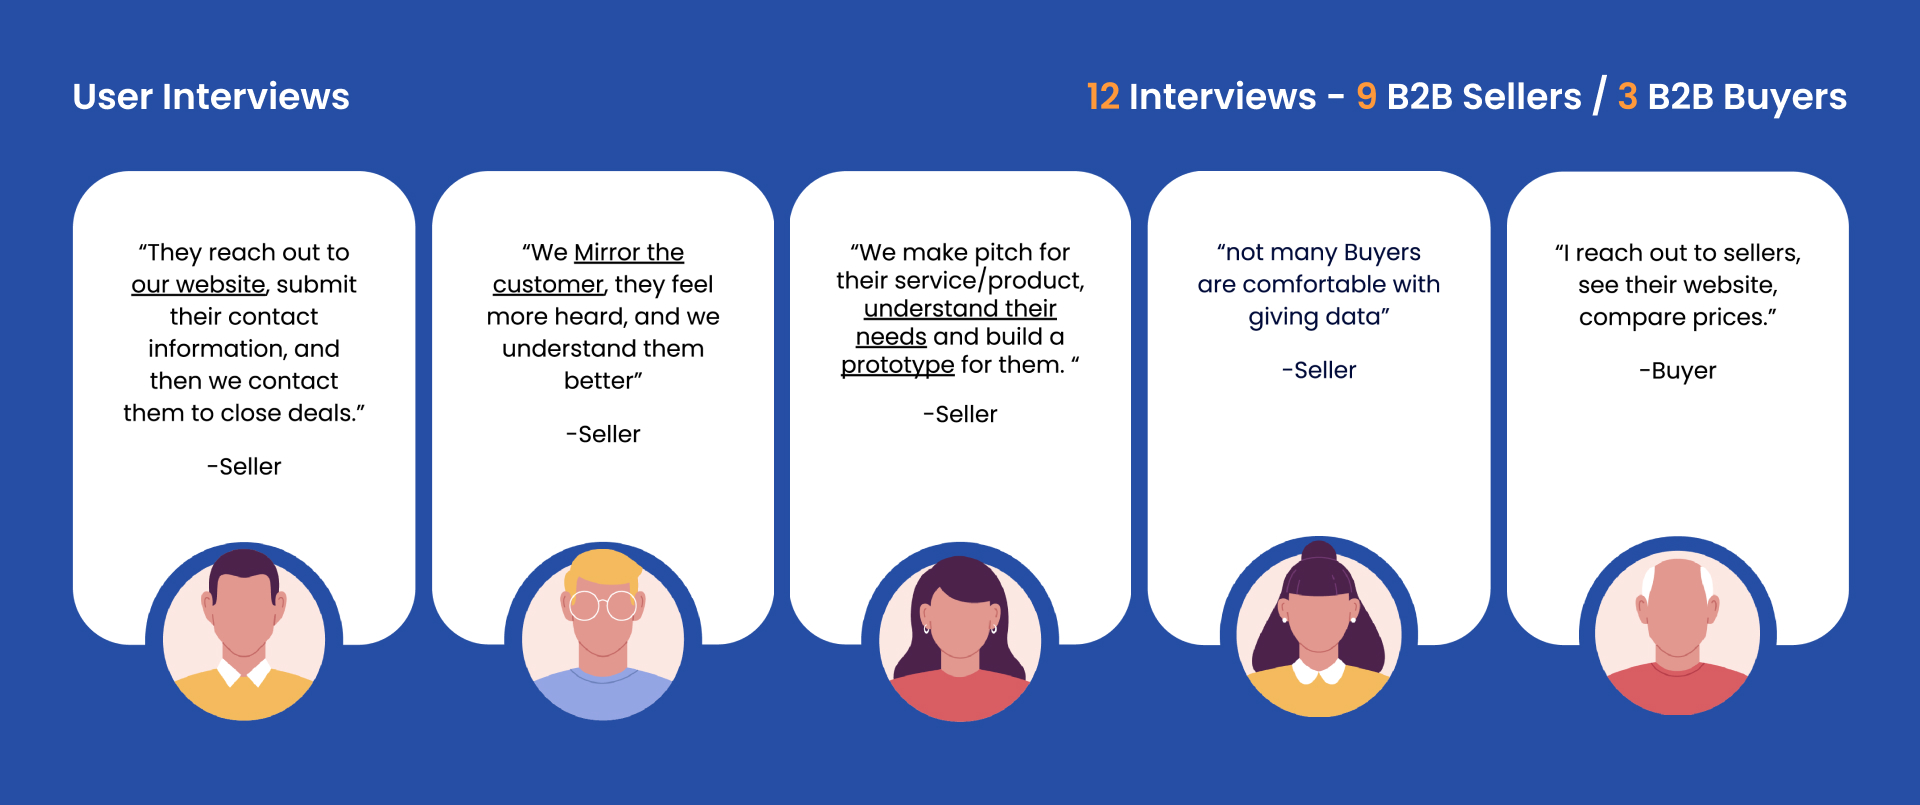 User Interviews
12 Interviews - 9 B2B Sellers / 3 B2B Buyers
“They reach out to
our website, submit
their contact
information, and
then we contact
them to close deals.”
-Seller
“We Mirror the
customer, they feel
more heard, and we
understand them
better”
-Seller
“We make pitch for
their service/product,
understand their
needs and build a
prototype for them. “
-Seller
“not many Buyers
are comfortable with
giving data”
-Seller
“I reach out to sellers,
see their website,
compare prices.”
-Buyer